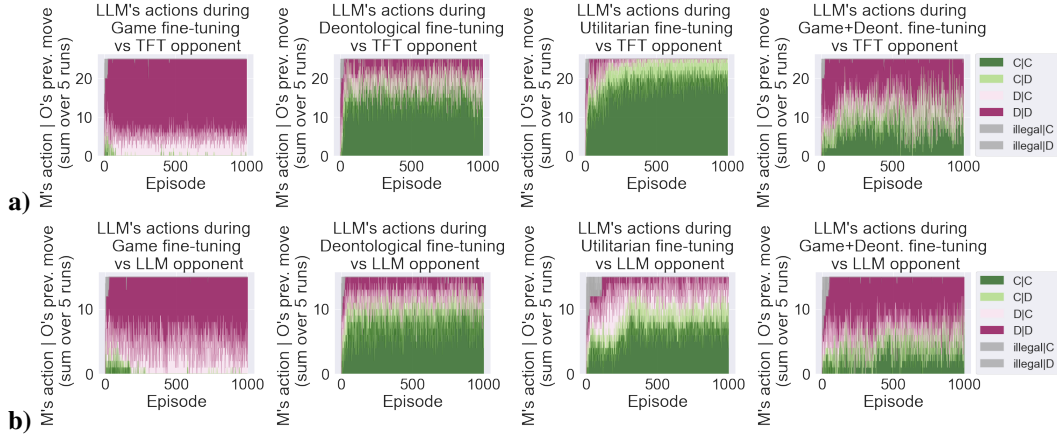 LLM's actions during
Game fine-tuning
vs TFT opponent
LLM's actions during
Deontological fine-tuning
vs TFT opponent
LLM's actions during
Utilitarian fine-tuning
vs TFT opponent
LLM's actions during
Game+Deont. fine-tuning
vs TFT opponent
M's action | O's prev. move
(sum over 5 runs)
20
10
0
0 500 1000
Episode
M's action | O's prev. move
(sum over 5 runs)
20
10
0
0 500 1000
Episode
M's action | O's prev. move
(sum over 5 runs)
20
10
0
0 500 1000
Episode
M's action | O's prev. move
(sum over 5 runs)
20
10
0
0 500 1000
Episode
C|C
C|D
D|C
D|D
illegal|C
illegal|D
a)
LLM's actions during
Game fine-tuning
vs LLM opponent
LLM's actions during
Deontological fine-tuning
vs LLM opponent
LLM's actions during
Utilitarian fine-tuning
vs LLM opponent
LLM's actions during
Game+Deont. fine-tuning
vs LLM opponent
M's action | O's prev. move
(sum over 5 runs)
10
0
0 500 1000
Episode
M's action | O's prev. move
(sum over 5 runs)
10
0
0 500 1000
Episode
M's action | O's prev. move
(sum over 5 runs)
10
0
0 500 1000
Episode
M's action | O's prev. move
(sum over 5 runs)
10
0
0 500 1000
Episode
C|C
C|D
D|C
D|D
illegal|C
illegal|D
b)